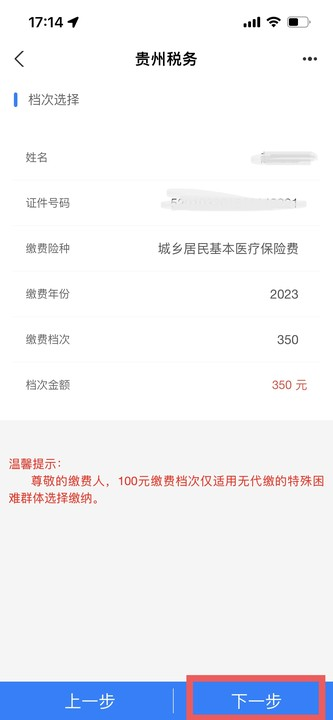 17:14
贵州税务
档次选择
姓名
证件号码
缴费险种 城乡居民基本医疗保险费
缴费年份 2023
缴费档次 350
档次金额 350 元
温馨提示：
尊敬的缴费人，100元缴费档次仅适用无代缴的特殊困
难群体选择缴纳。
上一步 下一步